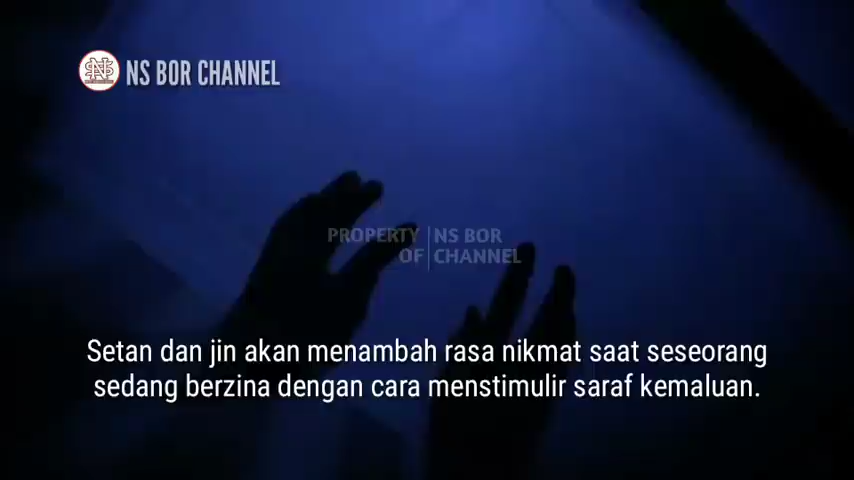 NS BOR CHANNEL
PROPERTY OF | NS BOR CHANNEL
Setan dan jin akan menambah rasa nikmat saat seseorang
sedang berzina dengan cara menstimulir saraf kemaluan.